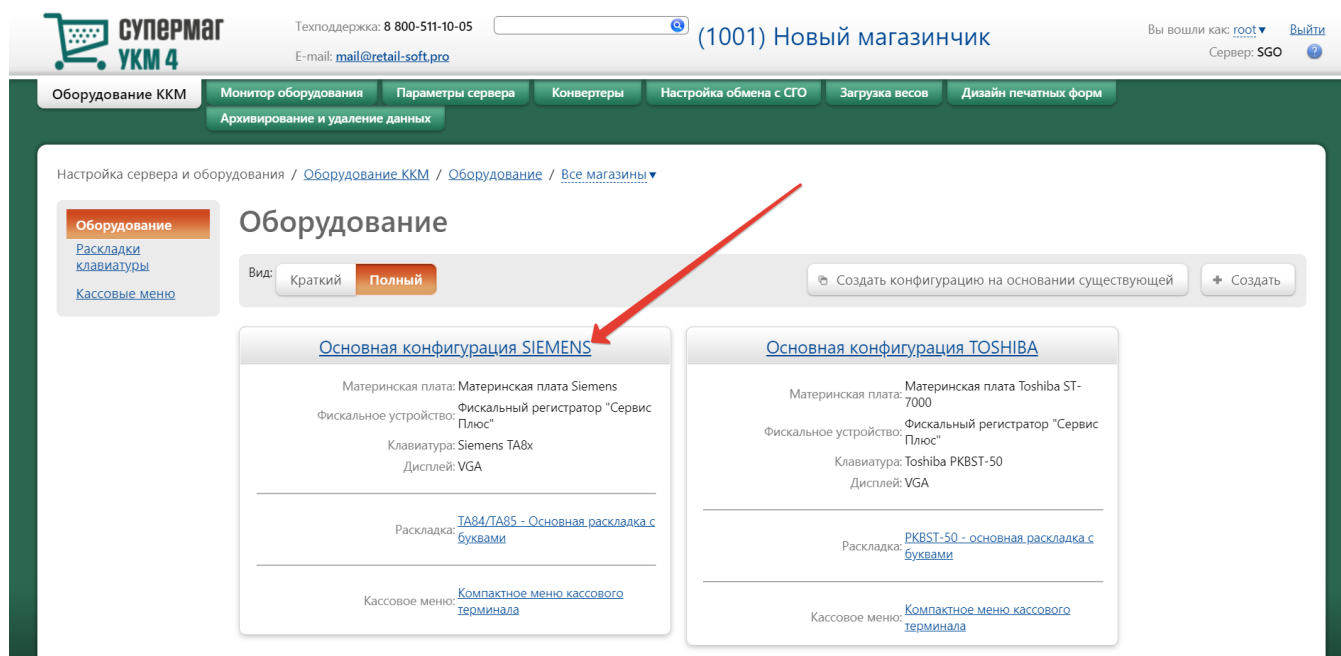 СУПЕРМАГ
УКМ 4
Техподдержка: 8 800-511-10-05
E-mail: mail@retail-soft.pro
(1001) Новый магазинчик
Вы вошли как: root▼ Выйти
Сервер: SGO ?
Оборудование ККМ
Монитор оборудования
Параметры сервера
Конвертеры
Настройка обмена с СГО
Загрузка весов
Дизайн печатных форм
Архивирование и удаление данных
Настройка сервера и оборудования / Оборудование ККМ / Оборудование / Все магазины▼
Оборудование
Раскладки
клавиатуры
Кассовые меню
Оборудование
Вид: Краткий Полный
Создать конфигурацию на основании существующей
+ Создать
Основная конфигурация SIEMENS
Материнская плата: Материнская плата Siemens
Фискальное устройство: Фискальный регистратор "Сервис
Плюс"
Клавиатура: Siemens TA8x
Дисплей: VGA
Раскладка: TA84/TA85 - Основная раскладка с
буквами
Кассовое меню: Компактное меню кассового
терминала
Основная конфигурация TOSHIBA
Материнская плата: Материнская плата Toshiba ST-
7000
Фискальное устройство: Фискальный регистратор "Сервис
Плюс"
Клавиатура: Toshiba PKBST-50
Дисплей: VGA
Раскладка: PKBST-50 - основная раскладка с
буквами
Кассовое меню: Компактное меню кассового
терминала